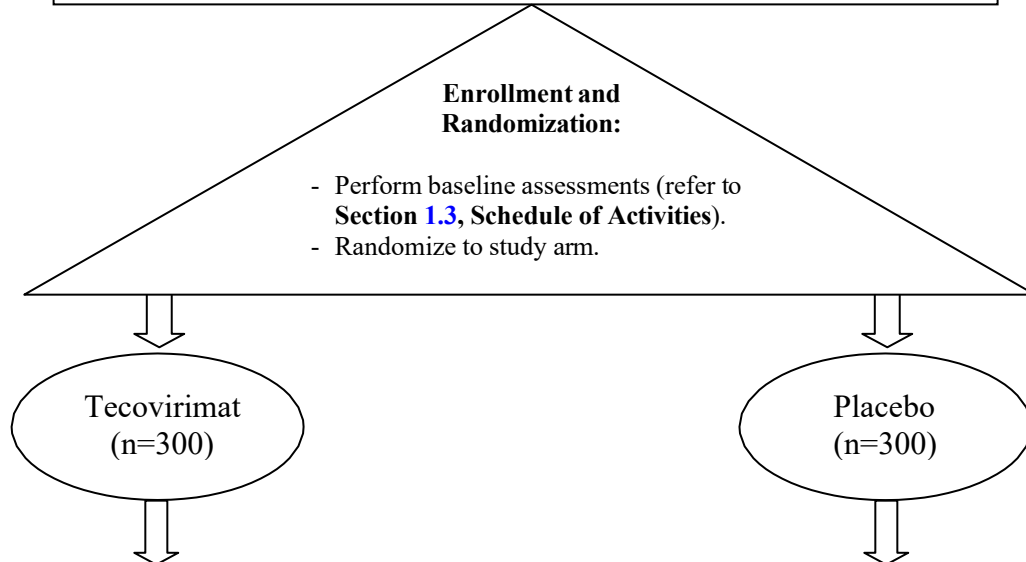 Enrollment and
Randomization:
- Perform baseline assessments (refer to
Section 1.3, Schedule of Activities).
- Randomize to study arm.
Tecovirimat
(n=300)
Placebo
(n=300)